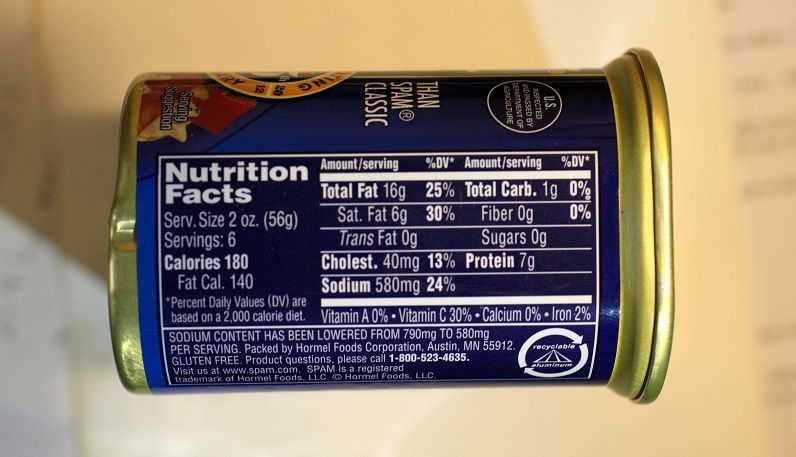 Serving
Suggestion
THAN
SPAM®
CLASSIC
U.S.
INSPECTED
AND PASSED BY
DEPARTMENT OF
AGRICULTURE
Nutrition
Facts
Serv. Size 2 oz. (56g)
Servings: 6
Calories 180
Fat Cal. 140
*Percent Daily Values (DV) are
based on a 2,000 calorie diet.
Amount/serving %DV* Amount/serving %DV*
Total Fat 16g 25% Total Carb. 1g 0%
Sat. Fat 6g 30% Fiber 0g 0%
Trans Fat 0g Sugars 0g
Cholest. 40mg 13% Protein 7g
Sodium 580mg 24%
Vitamin A 0% • Vitamin C 30% • Calcium 0% • Iron 2%
SODIUM CONTENT HAS BEEN LOWERED FROM 790mg TO 580mg
PER SERVING. Packed by Hormel Foods Corporation, Austin, MN 55912.
GLUTEN FREE. Product questions, please call 1-800-523-4635.
Visit us at www.spam.com. SPAM is a registered
trademark of Hormel Foods, LLC. © Hormel Foods, LLC.
recyclable
aluminum